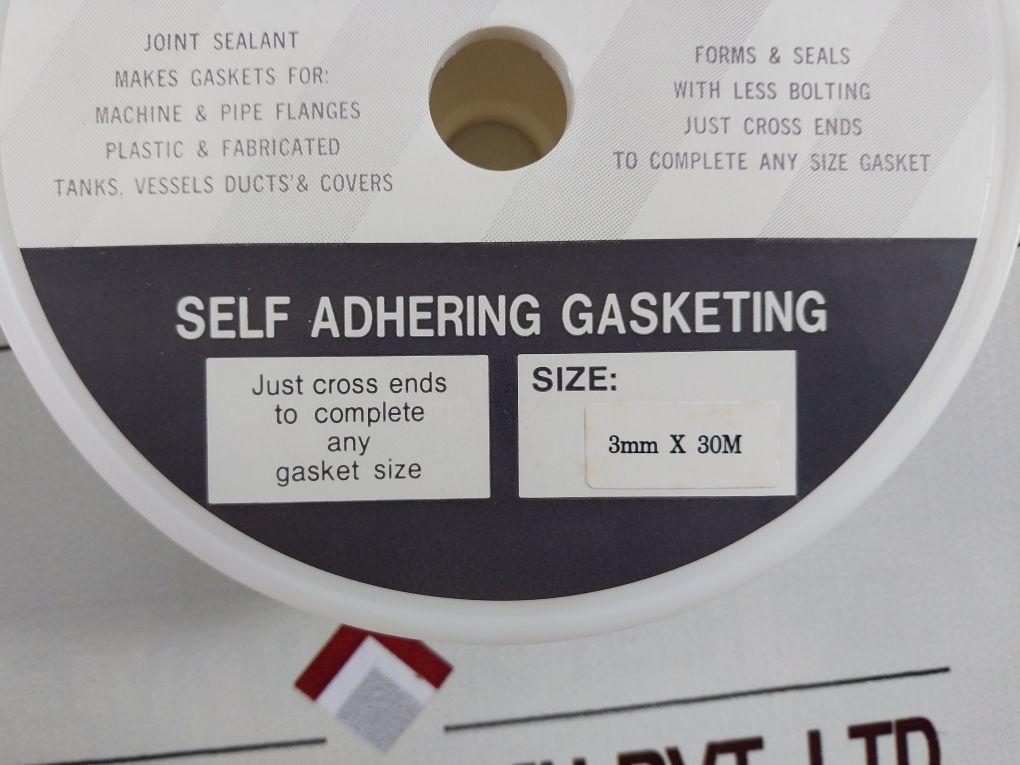 JOINT SEALANT
MAKES GASKETS FOR:
MACHINE & PIPE FLANGES
PLASTIC & FABRICATED
TANKS, VESSELS DUCTS'& COVERS
FORMS & SEALS
WITH LESS BOLTING
JUST CROSS ENDS
TO COMPLETE ANY SIZE GASKET
SELF ADHERING GASKETING
Just cross ends
to complete
any
gasket size
SIZE:
3mm X 30M
PVT. LTD